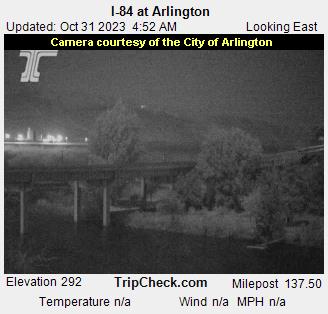 I-84 at Arlington
Updated: Oct 31 2023 4:52 AM Looking East
Camera courtesy of the City of Arlington
Elevation 292 TripCheck.com Milepost 137.50
Temperature n/a Wind n/a MPH n/a